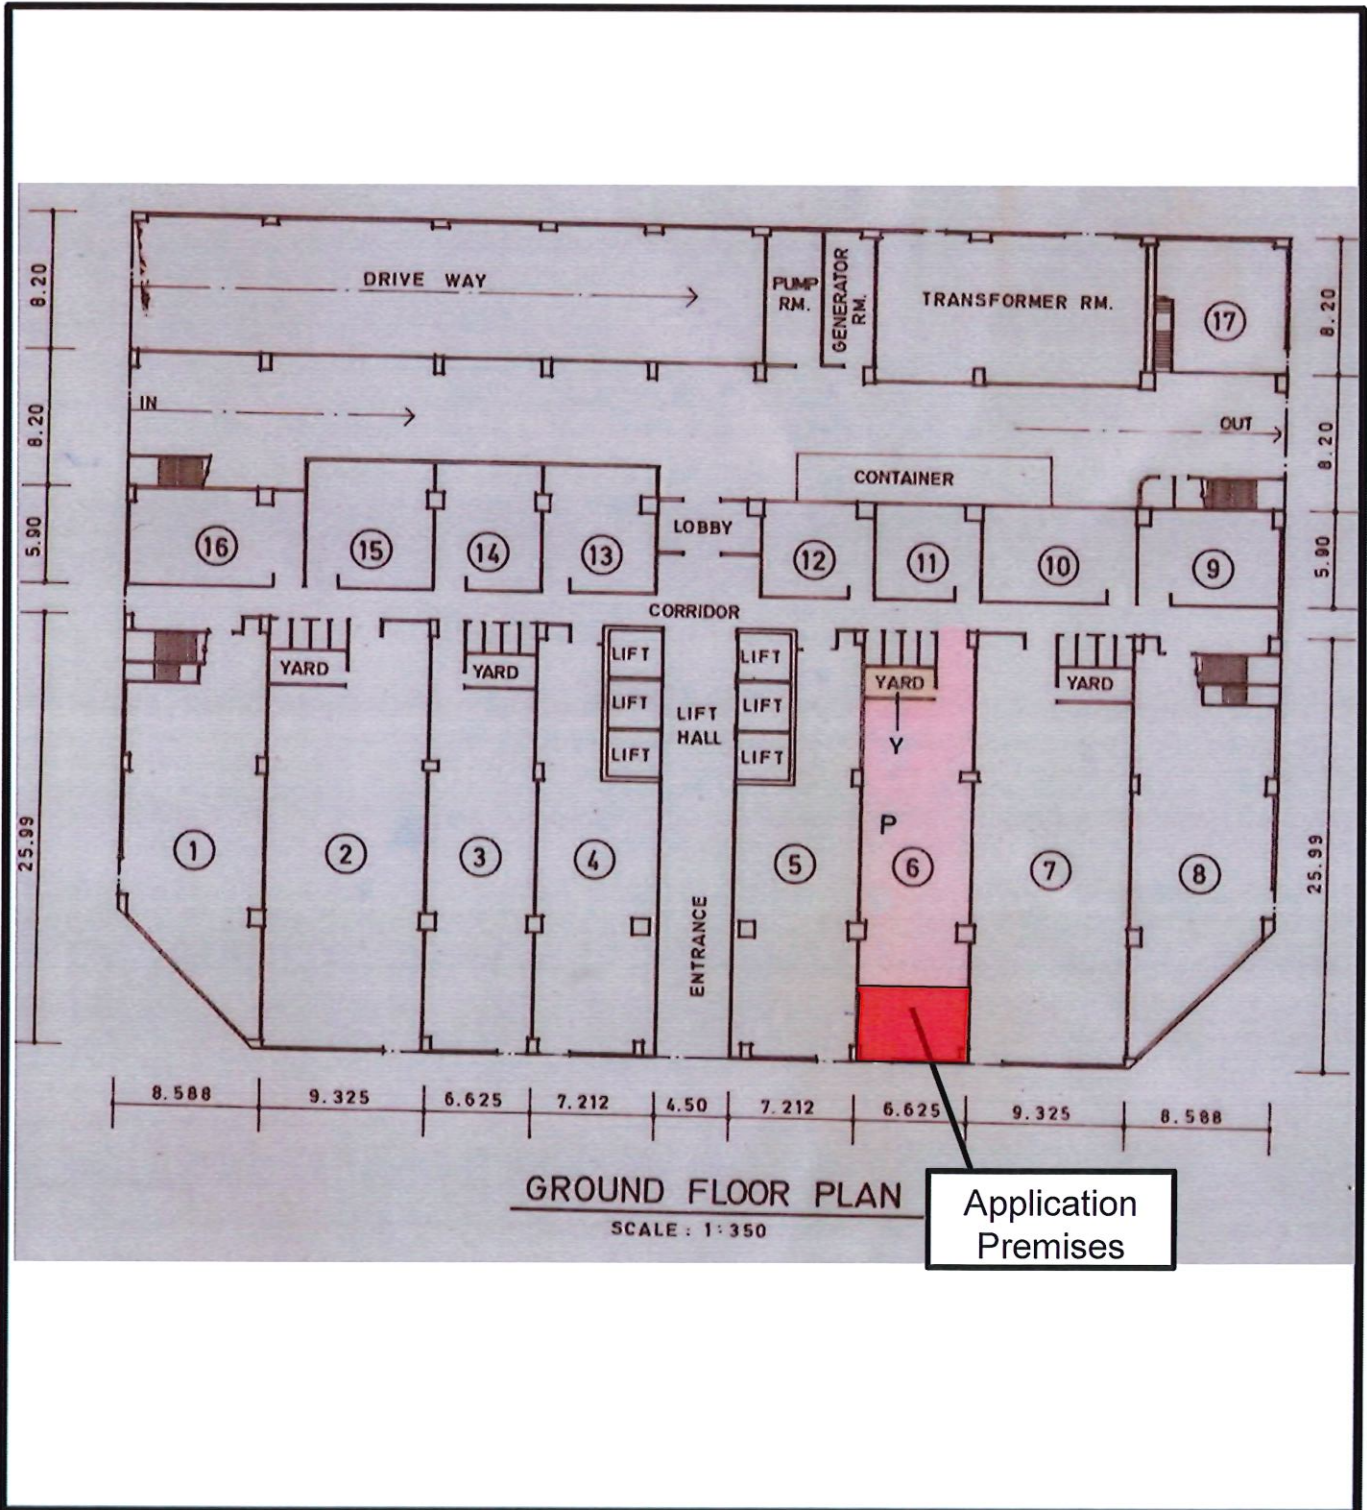 DRIVE WAY
PUMP
RM.
GENERATOR
RM.
TRANSFORMER RM.
17
8.20
8.20
IN
OUT
8.20
8.20
CONTAINER
LOBBY
16
15
14
13
12
11
10
9
5.90
5.90
CORRIDOR
YARD
YARD
LIFT
LIFT
LIFT
LIFT
HALL
LIFT
LIFT
LIFT
YARD
Y
YARD
P
1
2
3
4
5
6
7
8
25.99
25.99
ENTRANCE
8.588
9.325
6.625
7.212
4.50
7.212
6.625
9.325
8.588
GROUND FLOOR PLAN
SCALE : 1:350
Application
Premises